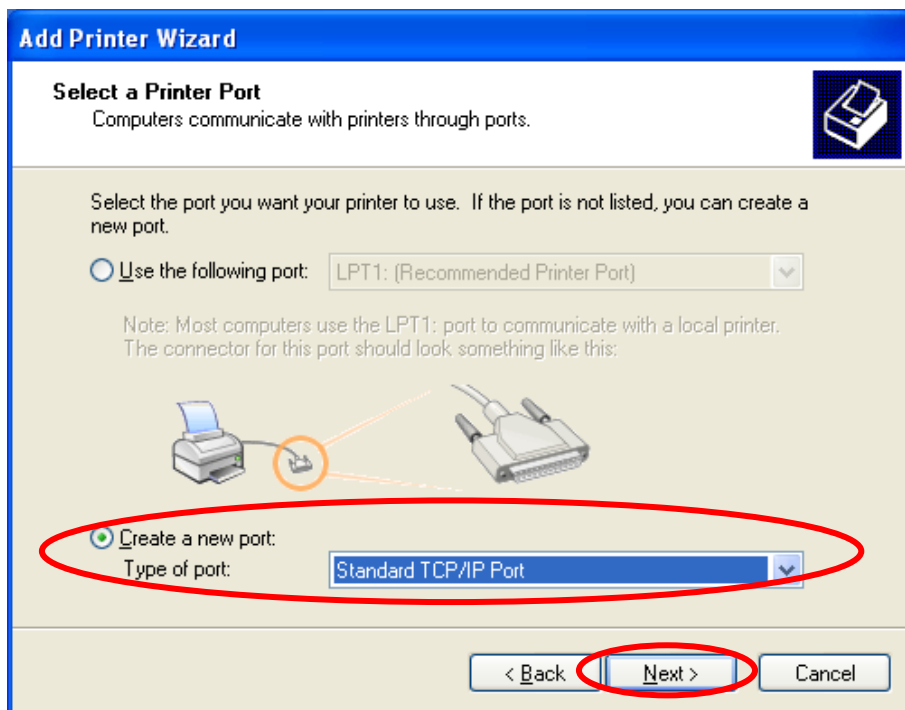 Add Printer Wizard
Select a Printer Port
Computers communicate with printers through ports.
Select the port you want your printer to use.  If the port is not listed, you can create a
new port.
Use the following port: LPT1: (Recommended Printer Port)
Note: Most computers use the LPT1: port to communicate with a local printer.
The connector for this port should look something like this:
Create a new port:
Type of port: Standard TCP/IP Port
< Back Next > Cancel